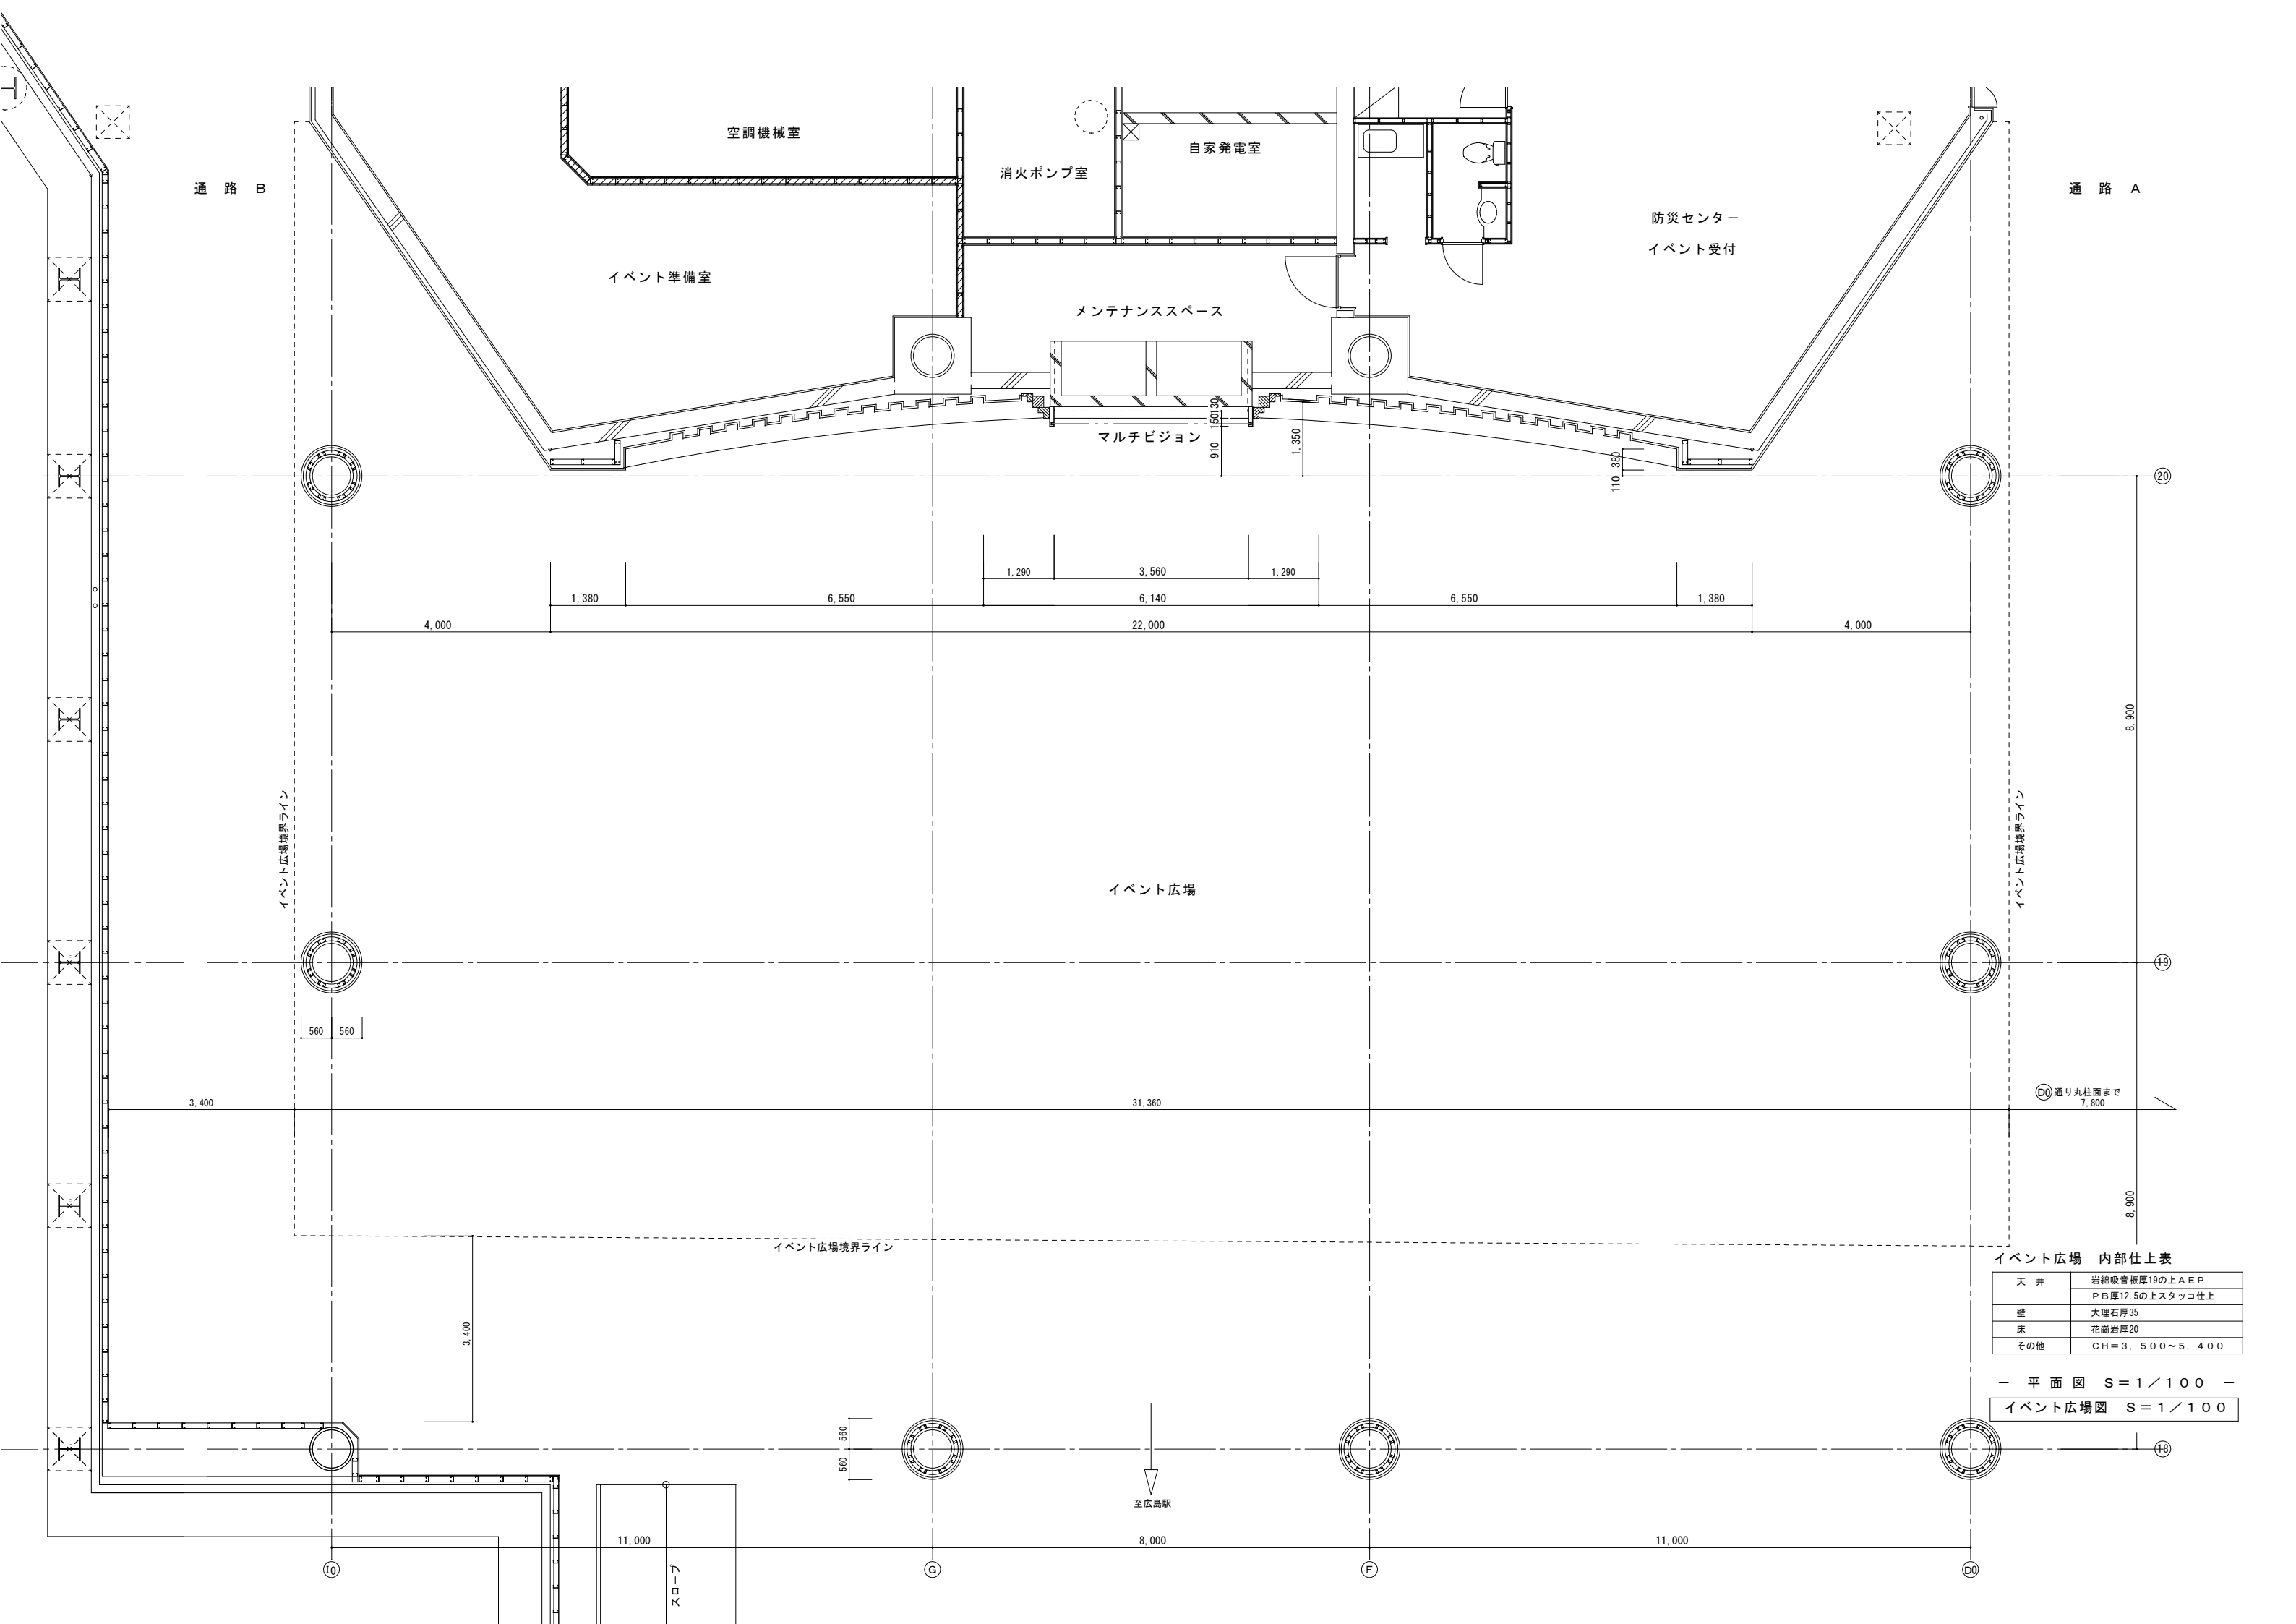 空調機械室
自家発電室
消火ポンプ室
通 路 B
通 路 A
防災センター
イベント受付
イベント準備室
メンテナンススペース
マルチビジョン
130
150
910
1,350
380
110
20
1,290
3,560
1,290
1,380
6,550
6,140
6,550
1,380
4,000
22,000
4,000
8,900
イベント広場境界ライン
イベント広場境界ライン
イベント広場
19
560
560
D0 通り丸柱面まで
3,400
31,360
7,800
8,900
イベント広場境界ライン
イベント広場 内部仕上表
天 井
岩綿吸音板厚19の上AEP
PB厚12.5の上スタッコ仕上
壁
大理石厚35
床
花崗岩厚20
その他
CH=3,500~5,400
3,400
- 平 面 図 S=1/100 -
イベント広場図 S=1/100
560
560
18
至広島駅
11,000
8,000
11,000
スロープ
I0
G
F
D0